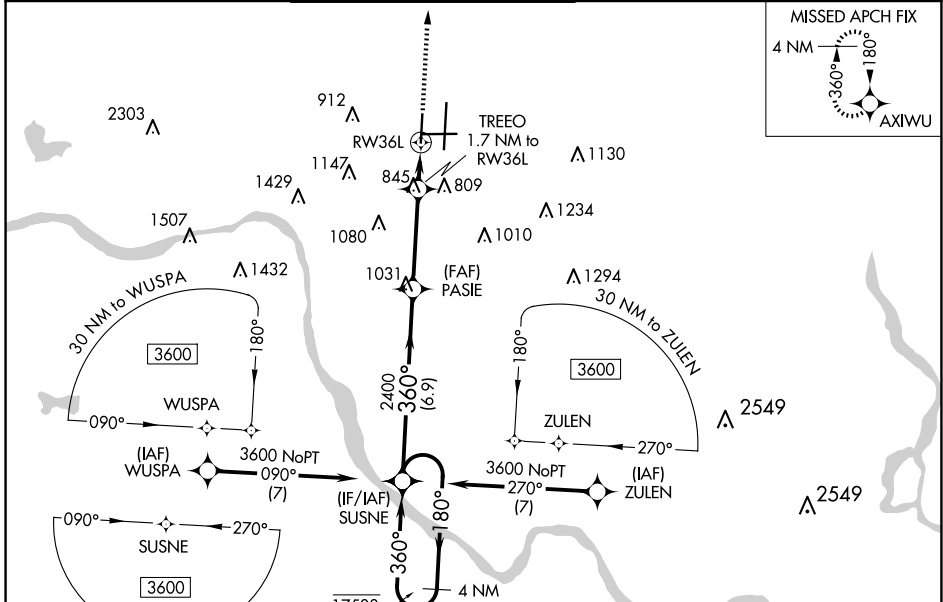 MISSED APCH FIX
4 NM
180°
360°
AXIWU
2303
912
RW36L
TREEO
1.7 NM to
RW36L
1130
1147
845
809
1429
1234
1507
1080
1010
1432
1031
(FAF)
PASIE
1294
30 NM to WUSPA
180°
3600
090°
WUSPA
30 NM to ZULEN
180°
3600
ZULEN
270°
2400
360°
(6.9)
2549
(IAF)
WUSPA
3600 NoPT
090°
(7)
(IF/IAF)
SUSNE
3600 NoPT
270°
(7)
(IAF)
ZULEN
2549
090°
270°
SUSNE
3600
360°
180°
4 NM